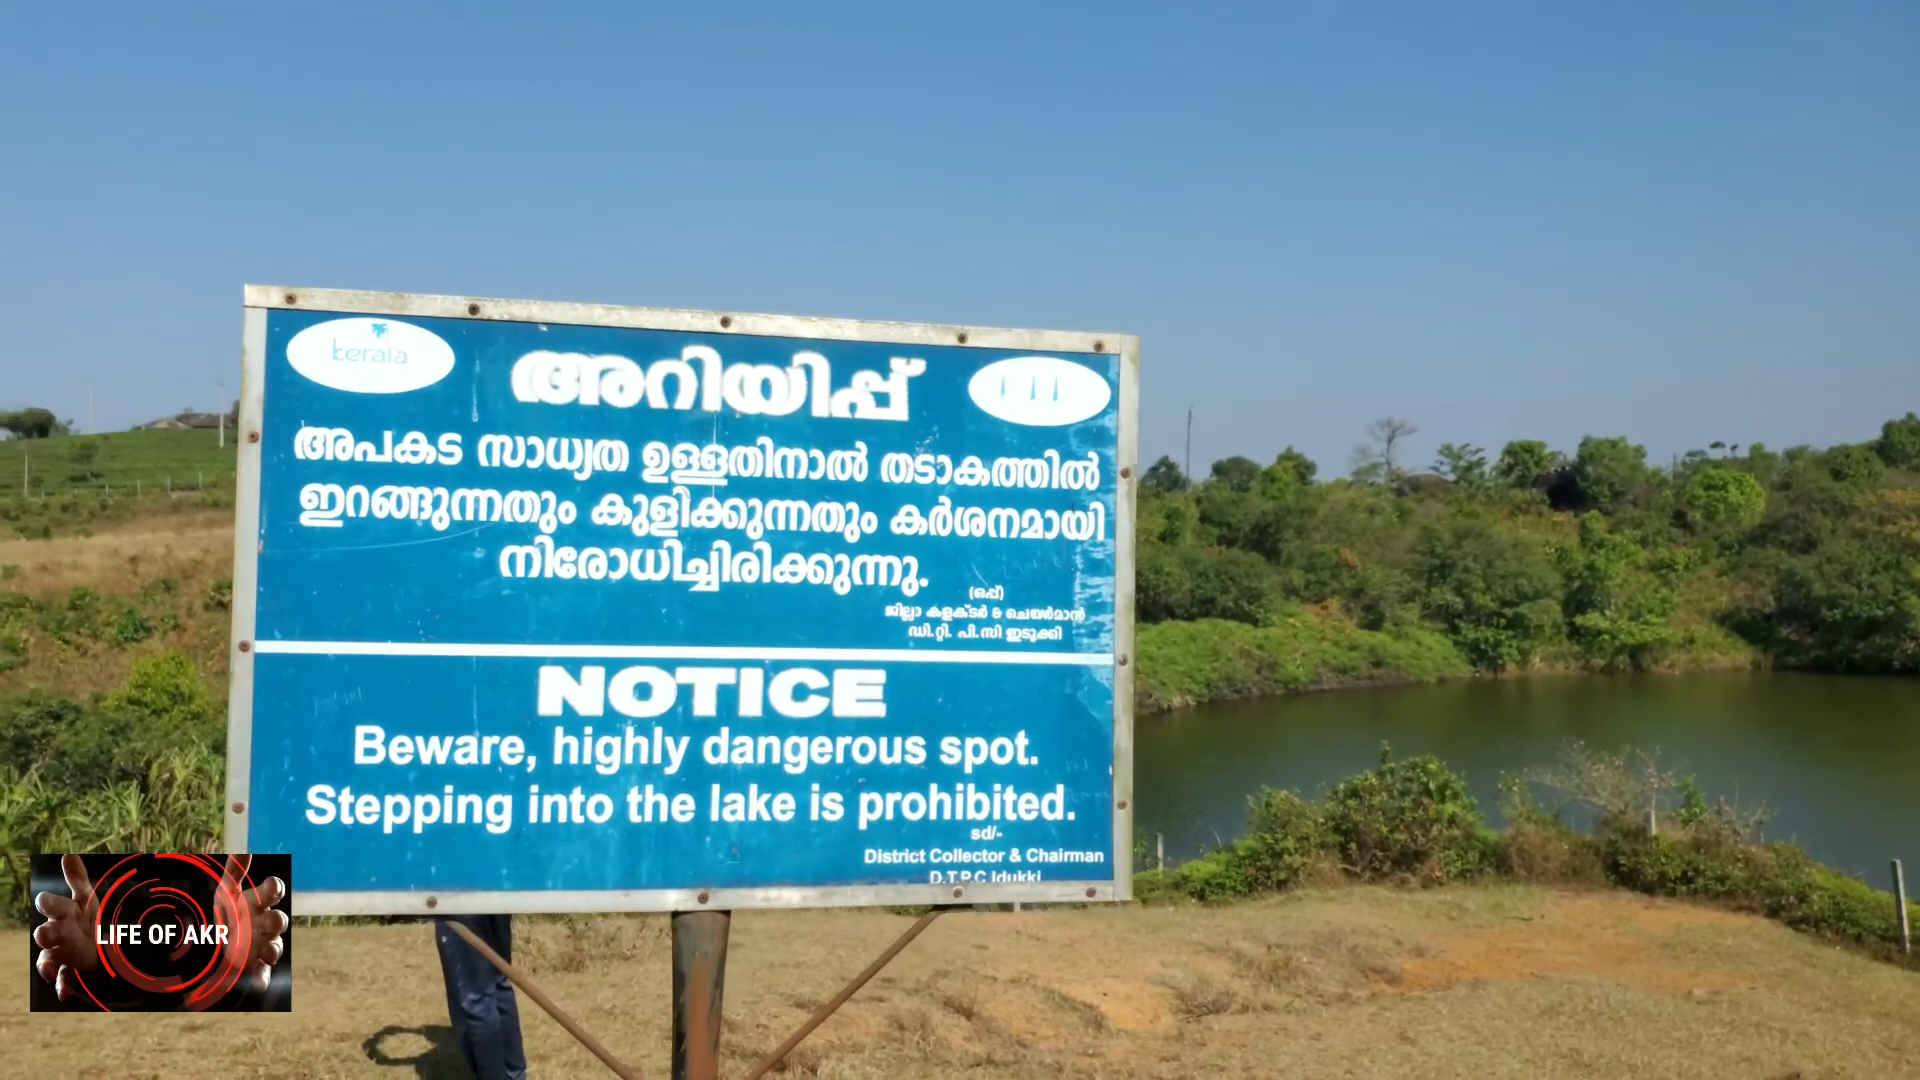 kerala
അറിയിപ്പ്
അപകട സാധ്യത ഉള്ളതിനാൽ തടാകത്തിൽ
ഇറങ്ങുന്നതും കുളിക്കുന്നതും കർശനമായി
നിരോധിച്ചിരിക്കുന്നു.
(ഒപ്പ്)
ജില്ലാ കളക്ടർ & ചെയർമാൻ
ഡി.റ്റി. പി.സി ഇടുക്കി
NOTICE
Beware, highly dangerous spot.
Stepping into the lake is prohibited.
sd/-
District Collector & Chairman
D.T.P.C Idukki
LIFE OF AKR